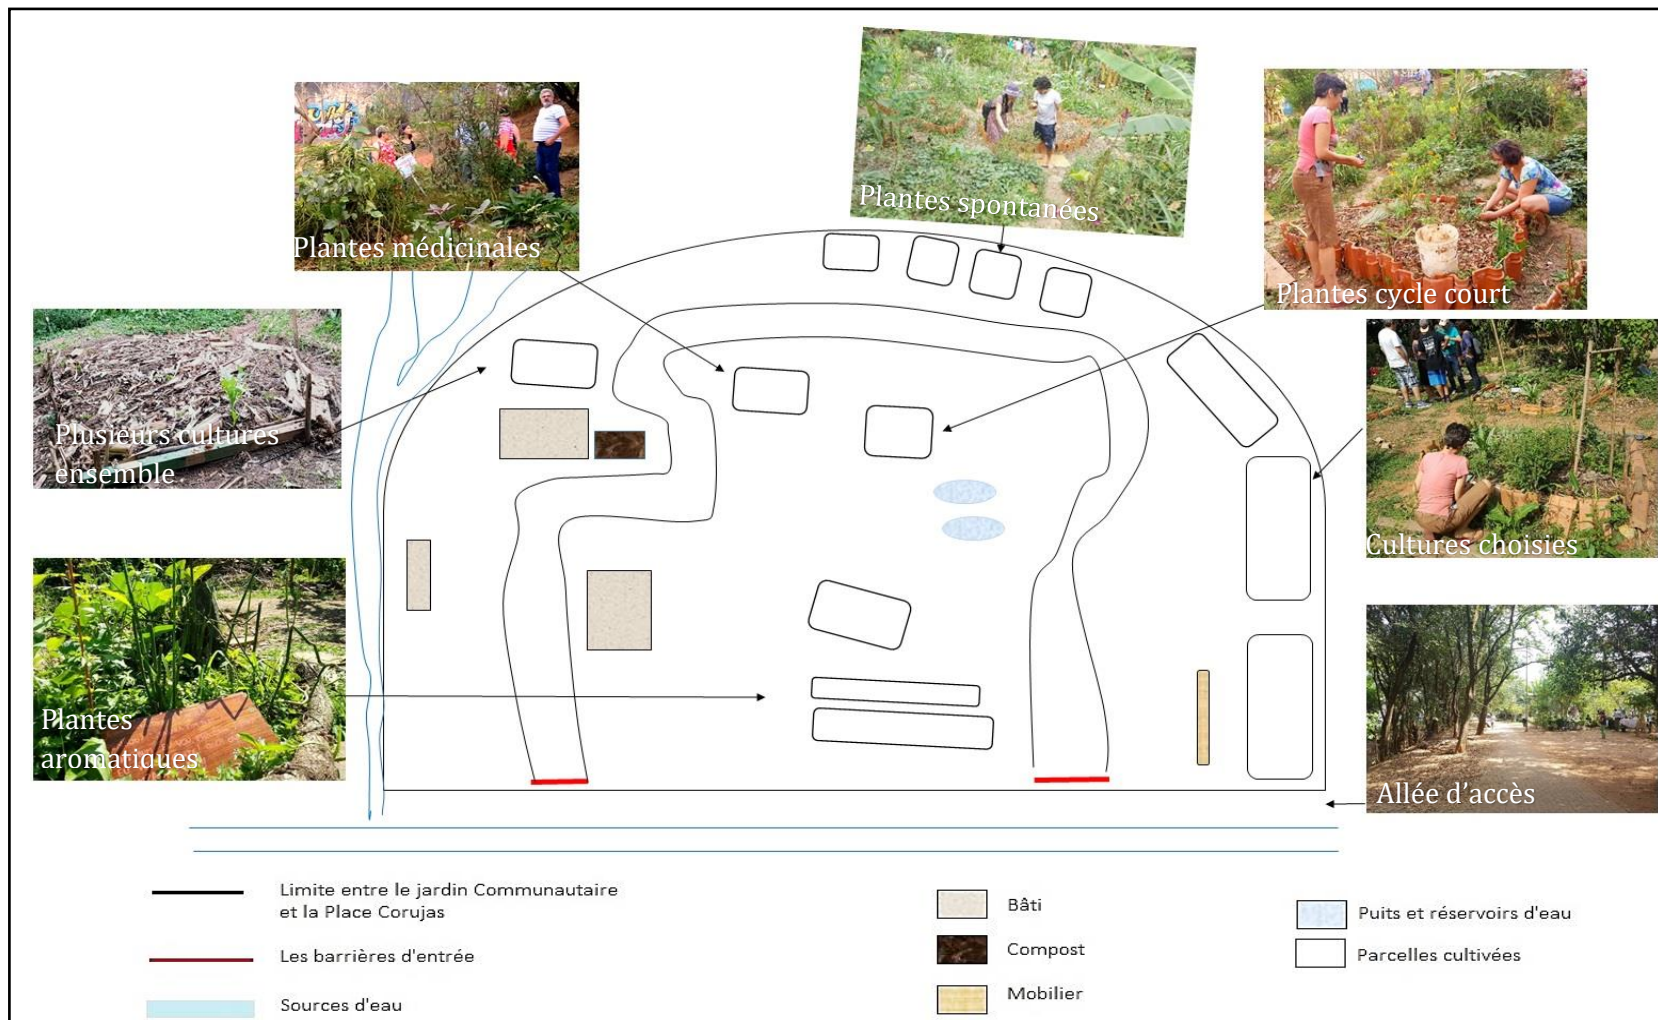 Plantes médicinales
Plantes spontanées
Plantes cycle court
Plusieurs cultures
ensemble
Cultures choisies
Plantes
aromatiques
Allée d'accès
Limite entre le jardin Communautaire
et la Place Corujas
Les barrières d'entrée
Sources d'eau
Bâti
Compost
Mobilier
Puits et réservoirs d'eau
Parcelles cultivées